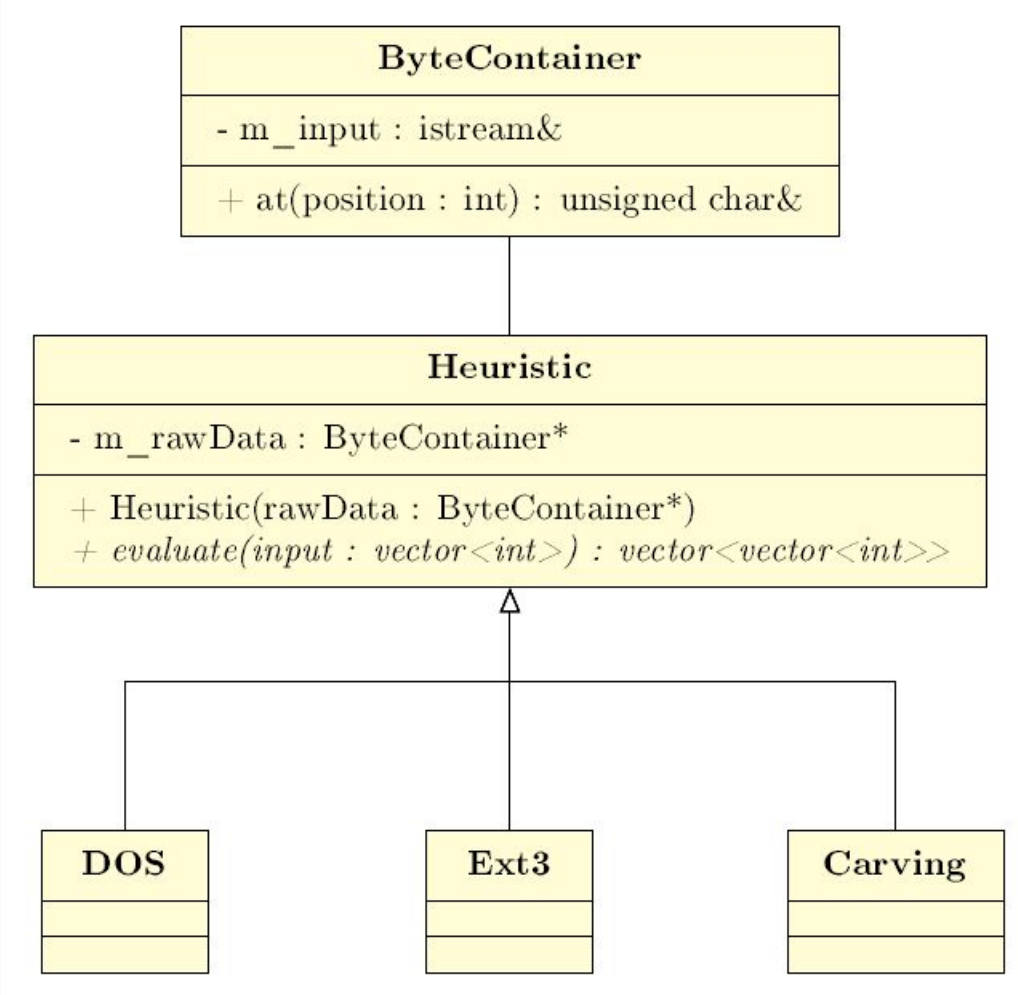 ByteContainer
- m_input : istream&
+ at(position : int) : unsigned char&
Heuristic
- m_rawData : ByteContainer*
+ Heuristic(rawData : ByteContainer*)
+ evaluate(input : vector<int>) : vector<vector<int>>
DOS
Ext3
Carving